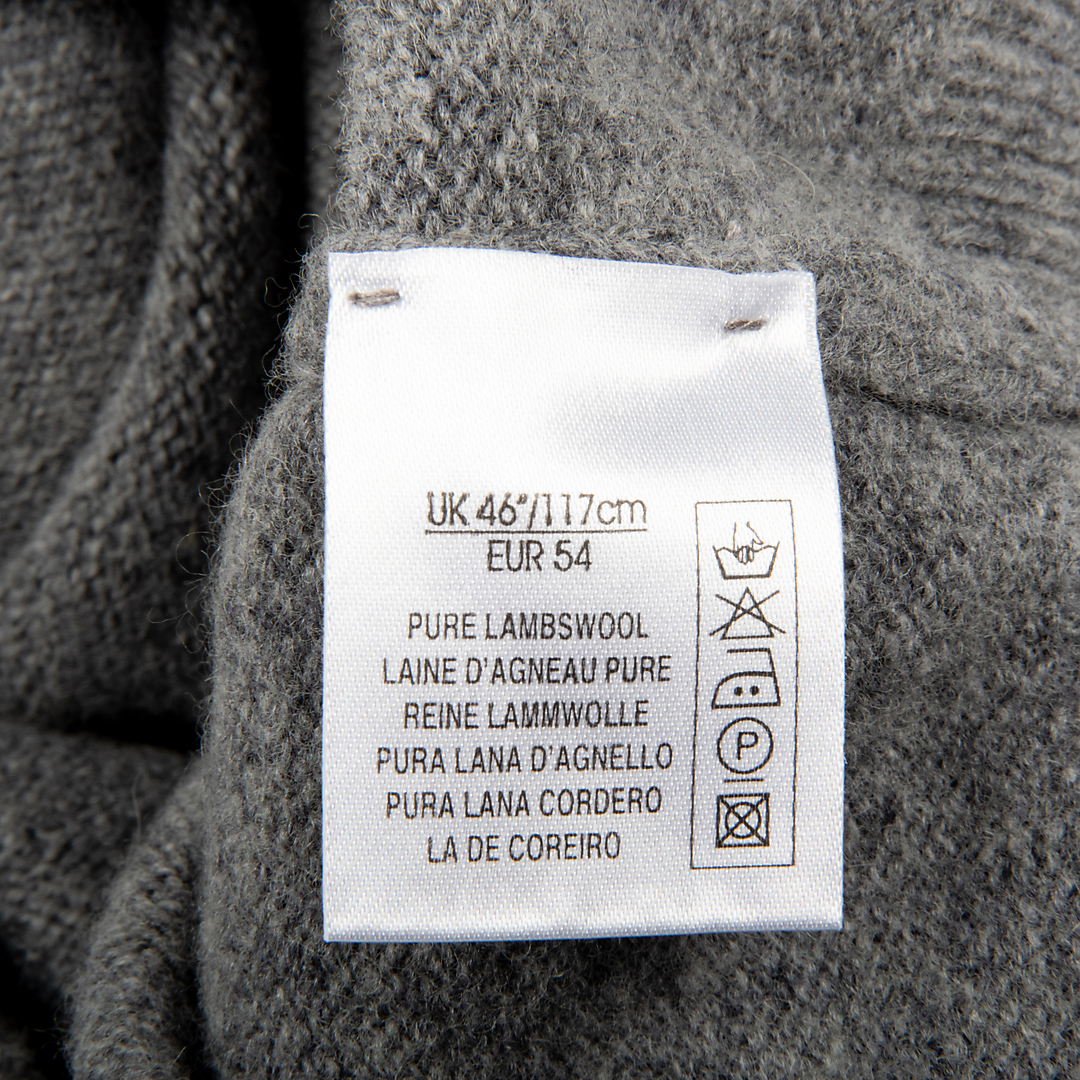 UK 46"/117cm
EUR 54
PURE LAMBSWOOL
LAINE D'AGNEAU PURE
REINE LAMMWOLLE
PURA LANA D'AGNELLO
PURA LANA CORDERO
LA DE COREIRO
P